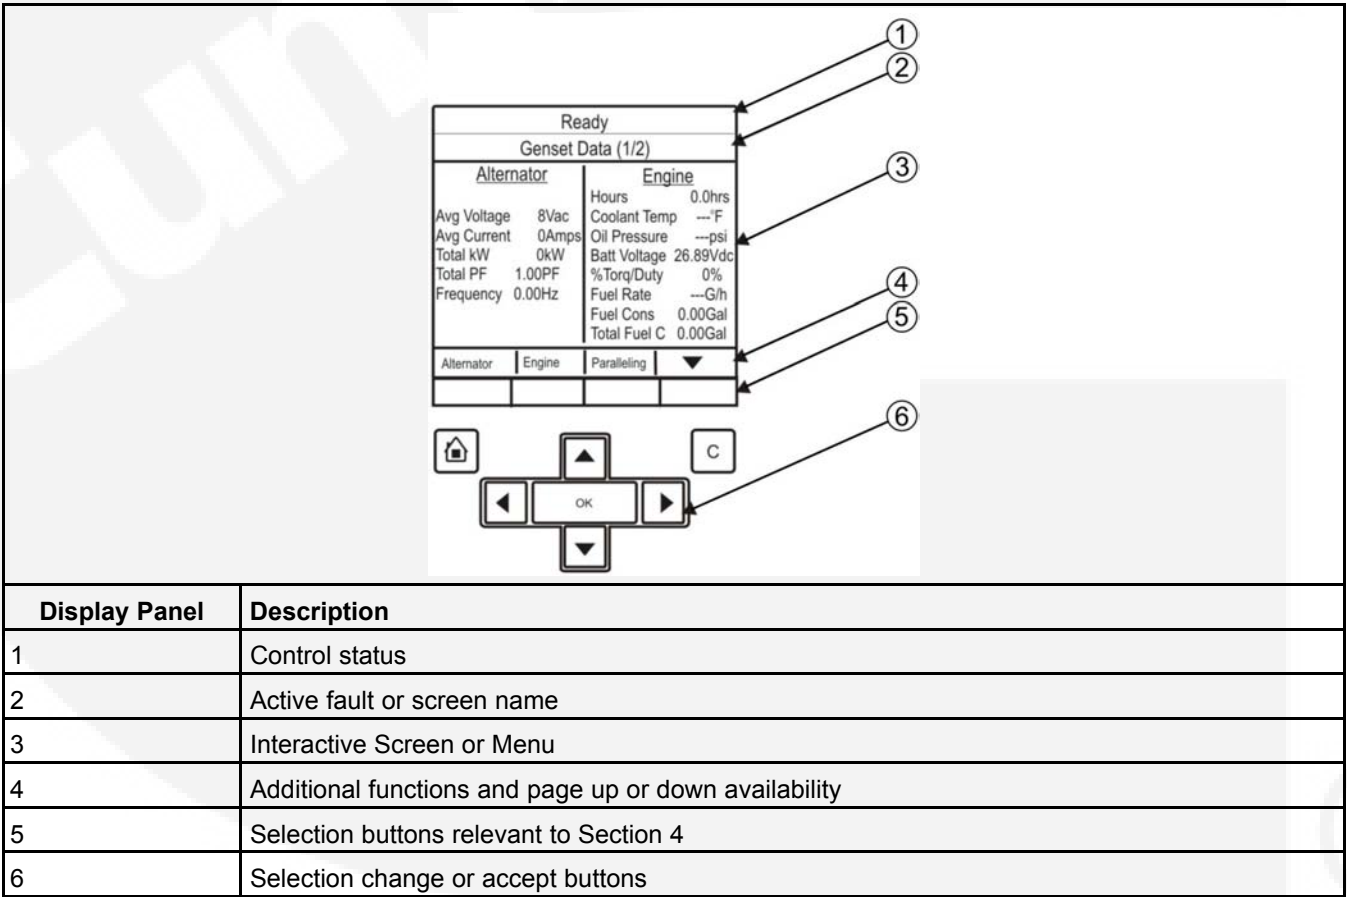 1
2
Ready
Genset Data (1/2)
Alternator
Avg Voltage 8Vac
Avg Current 0Amps
Total kW 0kW
Total PF 1.00PF
Frequency 0.00Hz
Engine
Hours 0.0hrs
Coolant Temp ---°F
Oil Pressure ---psi
Batt Voltage 26.89Vdc
%Torq/Duty 0%
Fuel Rate ---G/h
Fuel Cons 0.00Gal
Total Fuel C 0.00Gal
3
Alternator Engine Paralleling ▼
4
5
6
C
OK
Display Panel Description
1 Control status
2 Active fault or screen name
3 Interactive Screen or Menu
4 Additional functions and page up or down availability
5 Selection buttons relevant to Section 4
6 Selection change or accept buttons